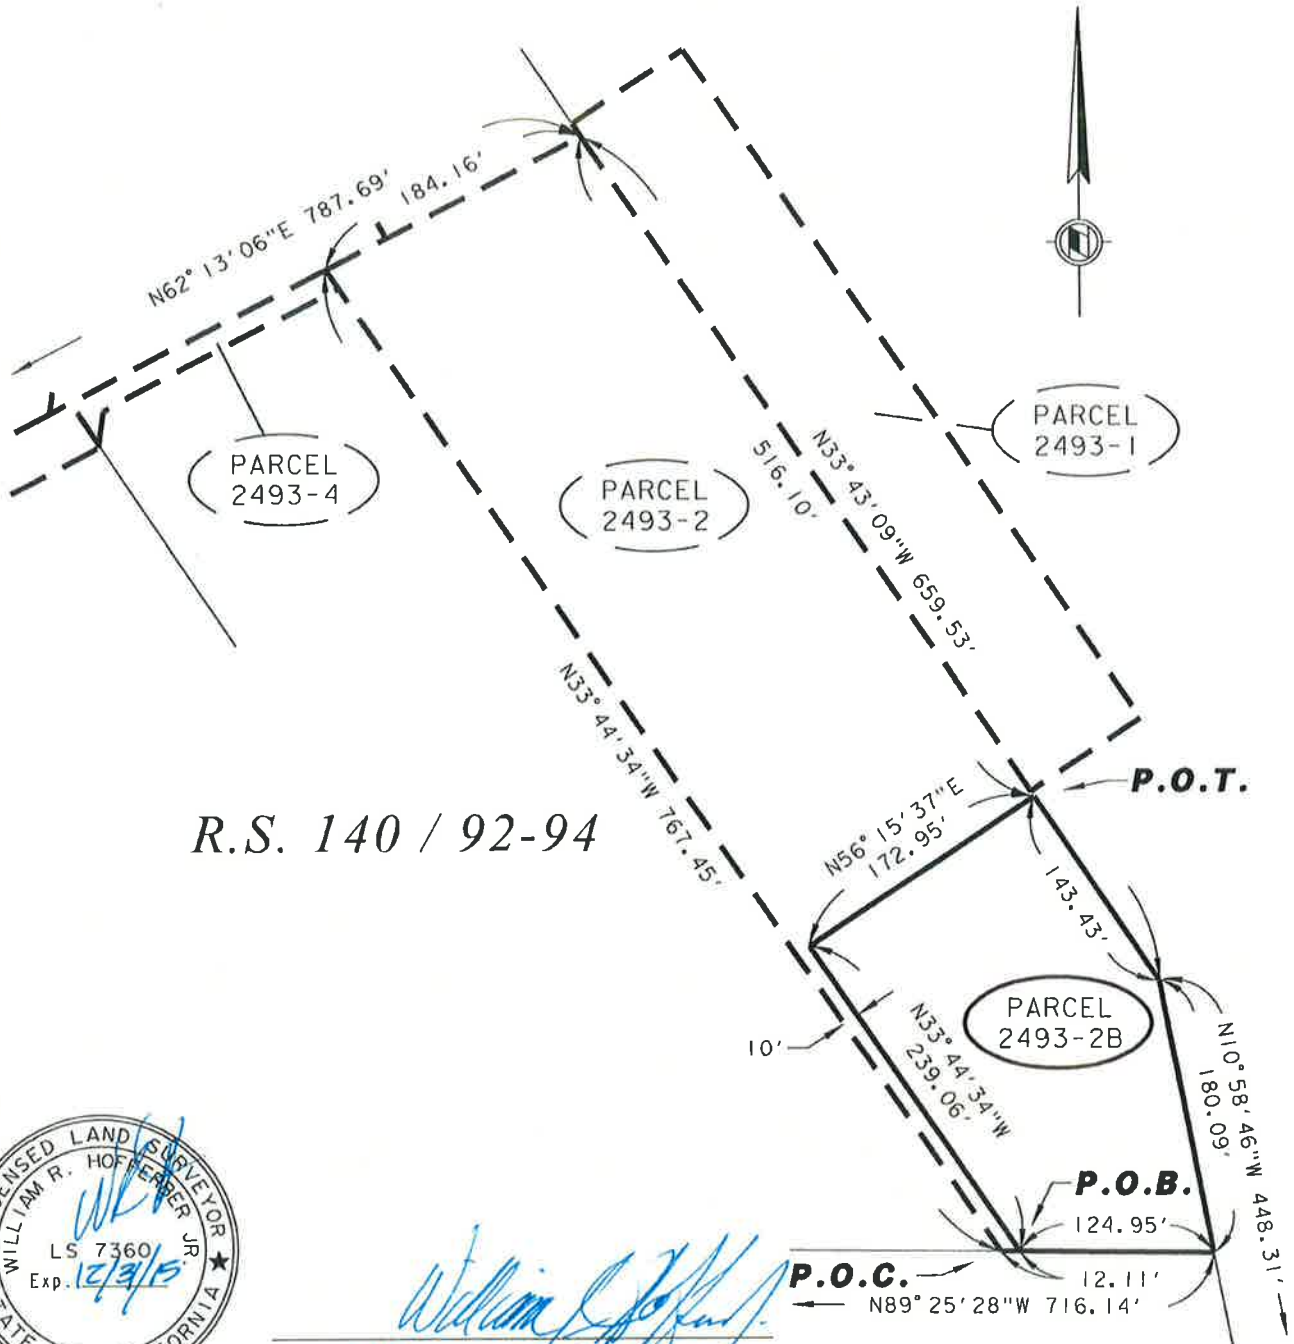 N62°13'06"E 787.69'
184.16'
PARCEL
2493-4
PARCEL
2493-2
PARCEL
2493-1
516.10'
N33°43'09"W 659.53'
N33°44'34"W 767.45'
R.S. 140 / 92-94
P.O.T.
N56°15'37"E
172.95'
143.43'
PARCEL
2493-2B
10'
N33°44'34"W
239.06'
N10°58'46"W 448.31'
180.09'
P.O.B.
124.95'
P.O.C.
12.11'
N89°25'28"W 716.14'
ENSED LAND SURVEYOR
WILLIAM R. HOFFERBER JR.
LS 7360
Exp. 12/31/15